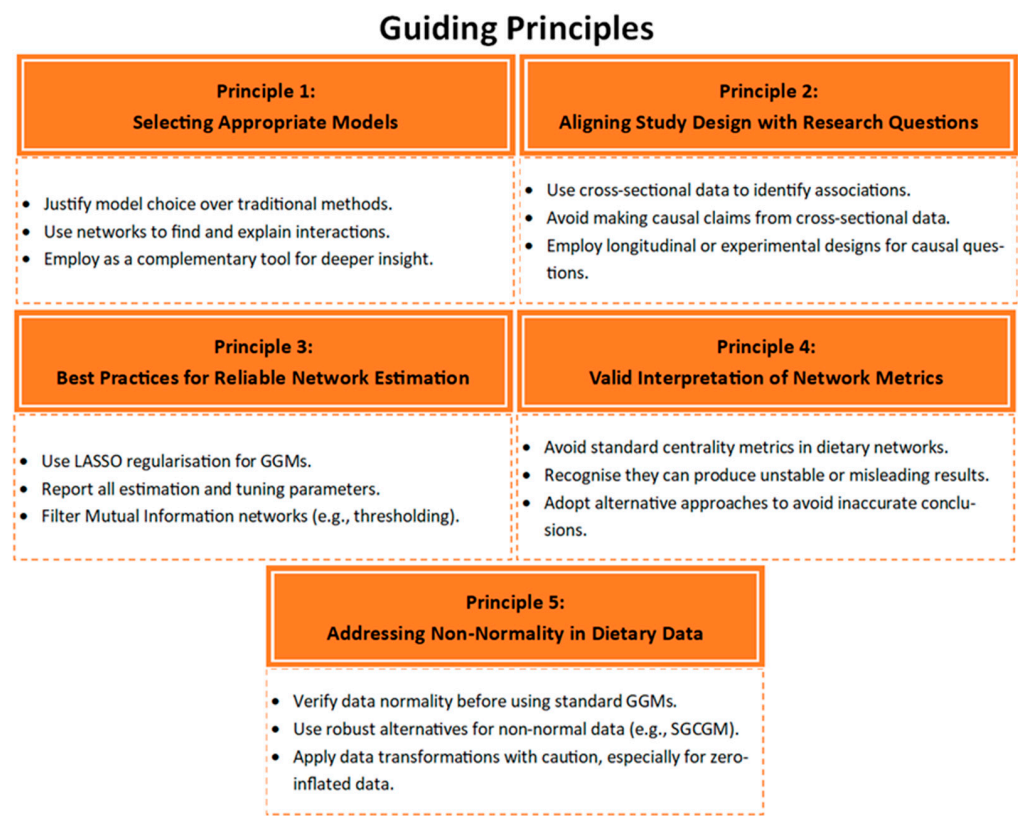 Guiding Principles
Principle 1:
Selecting Appropriate Models
• Justify model choice over traditional methods.
• Use networks to find and explain interactions.
• Employ as a complementary tool for deeper insight.
Principle 2:
Aligning Study Design with Research Questions
• Use cross-sectional data to identify associations.
• Avoid making causal claims from cross-sectional data.
• Employ longitudinal or experimental designs for causal ques-
tions.
Principle 3:
Best Practices for Reliable Network Estimation
• Use LASSO regularisation for GGMs.
• Report all estimation and tuning parameters.
• Filter Mutual Information networks (e.g., thresholding).
Principle 4:
Valid Interpretation of Network Metrics
• Avoid standard centrality metrics in dietary networks.
• Recognise they can produce unstable or misleading results.
• Adopt alternative approaches to avoid inaccurate conclu-
sions.
Principle 5:
Addressing Non-Normality in Dietary Data
• Verify data normality before using standard GGMs.
• Use robust alternatives for non-normal data (e.g., SGCGM).
• Apply data transformations with caution, especially for zero-
inflated data.